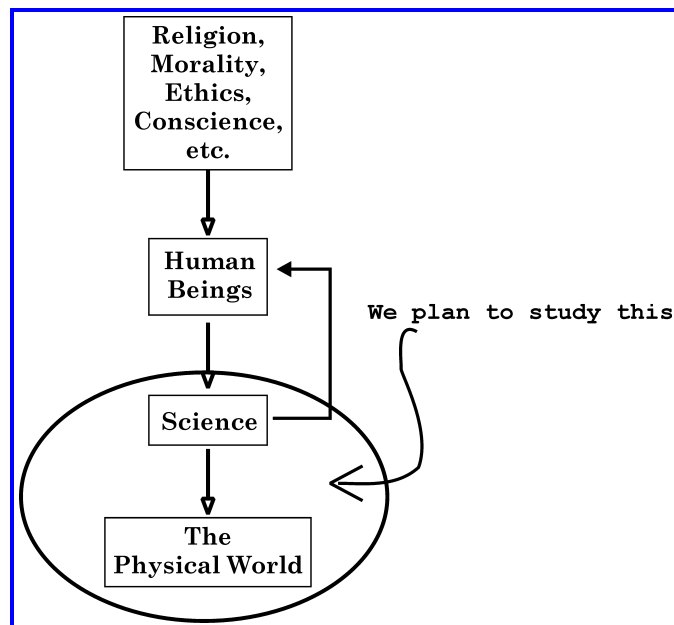 Religion,
Morality,
Ethics,
Conscience,
etc.
Human
Beings
We plan to study this
Science
The
Physical World